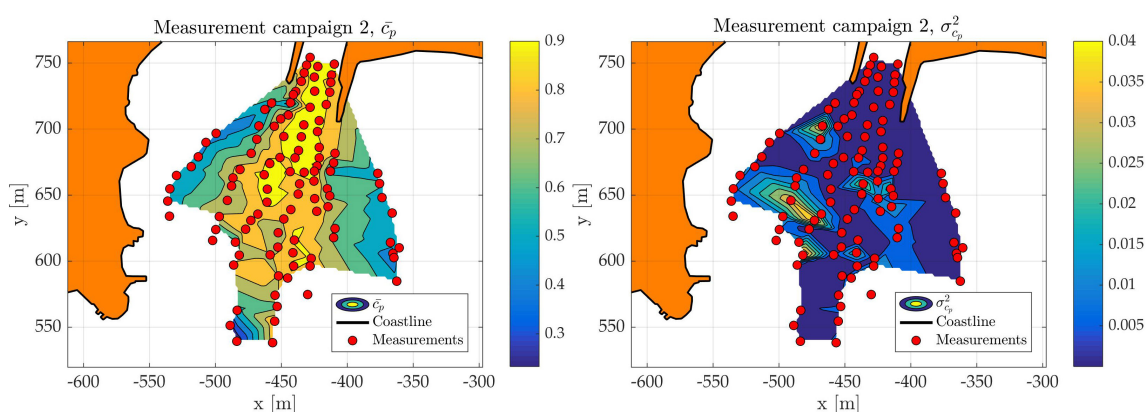 Measurement campaign 2, c̄ₚ
750
700
650
600
550
y [m]
-600 -550 -500 -450 -400 -350 -300
x [m]
0.9
0.8
0.7
0.6
0.5
0.4
0.3
c̄ₚ
Coastline
Measurements
Measurement campaign 2, σ²_cₚ
750
700
650
600
550
y [m]
-600 -550 -500 -450 -400 -350 -300
x [m]
0.04
0.035
0.03
0.025
0.02
0.015
0.01
0.005
σ²_cₚ
Coastline
Measurements